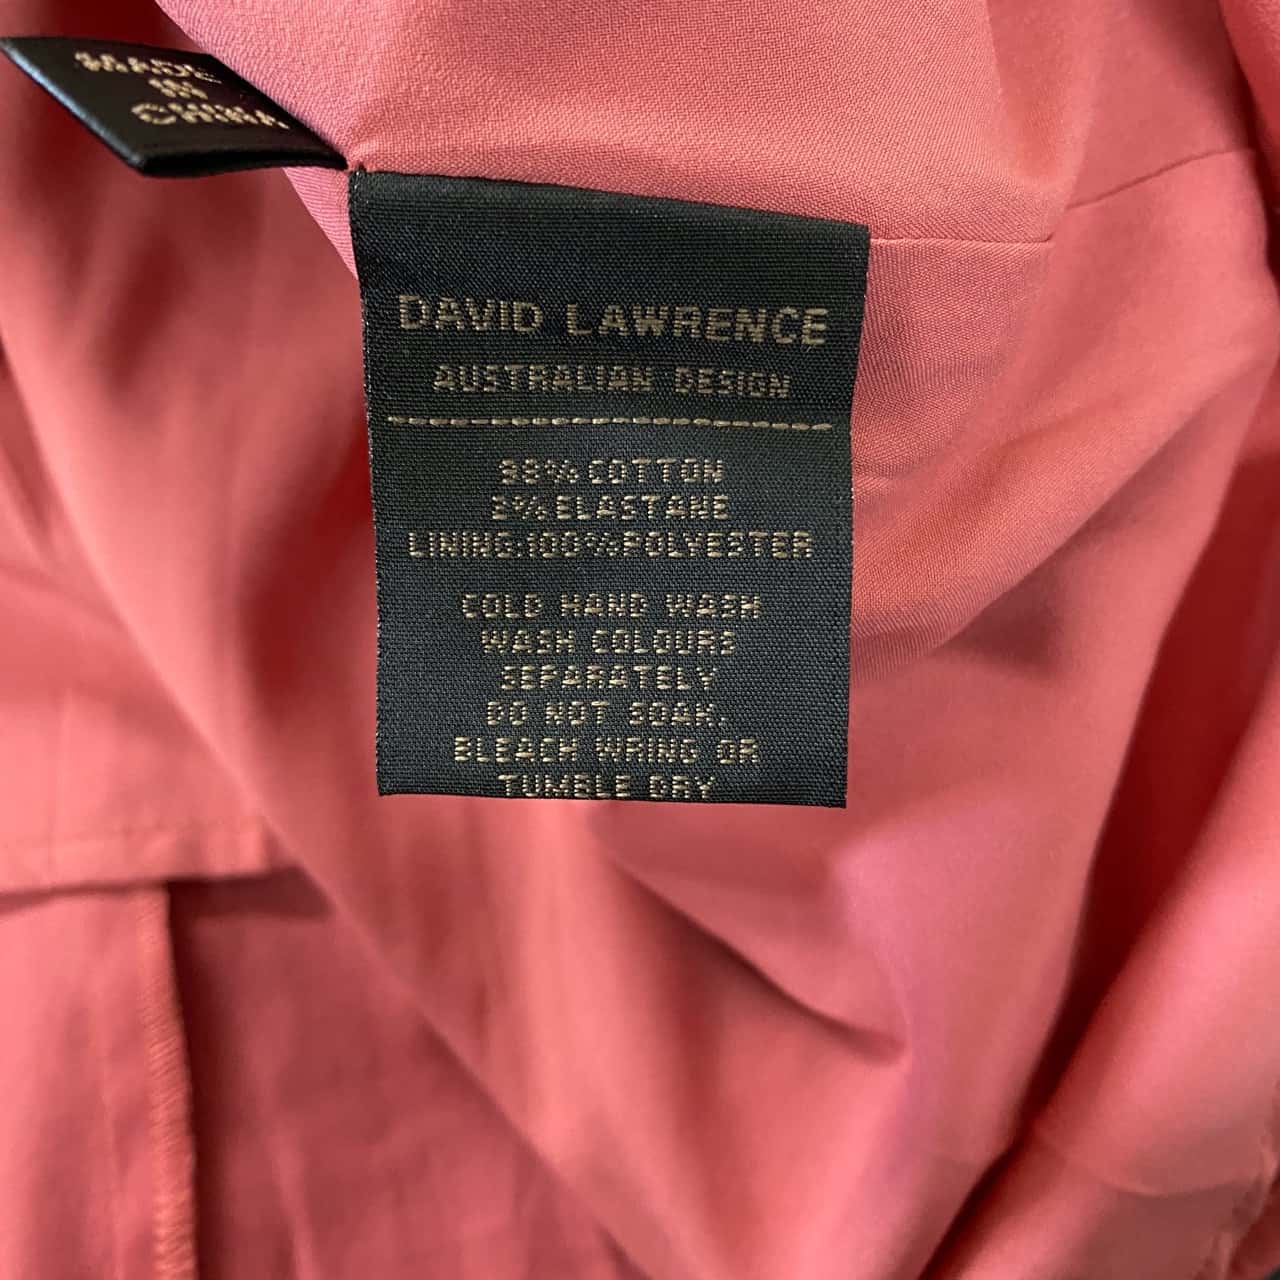 MADE
IN
CHINA
DAVID LAWRENCE
AUSTRALIAN DESIGN
98% COTTON
2% ELASTANE
LINING:100% POLYESTER
COLD HAND WASH
WASH COLOURS
SEPARATELY
DO NOT SOAK.
BLEACH WRING OR
TUMBLE DRY